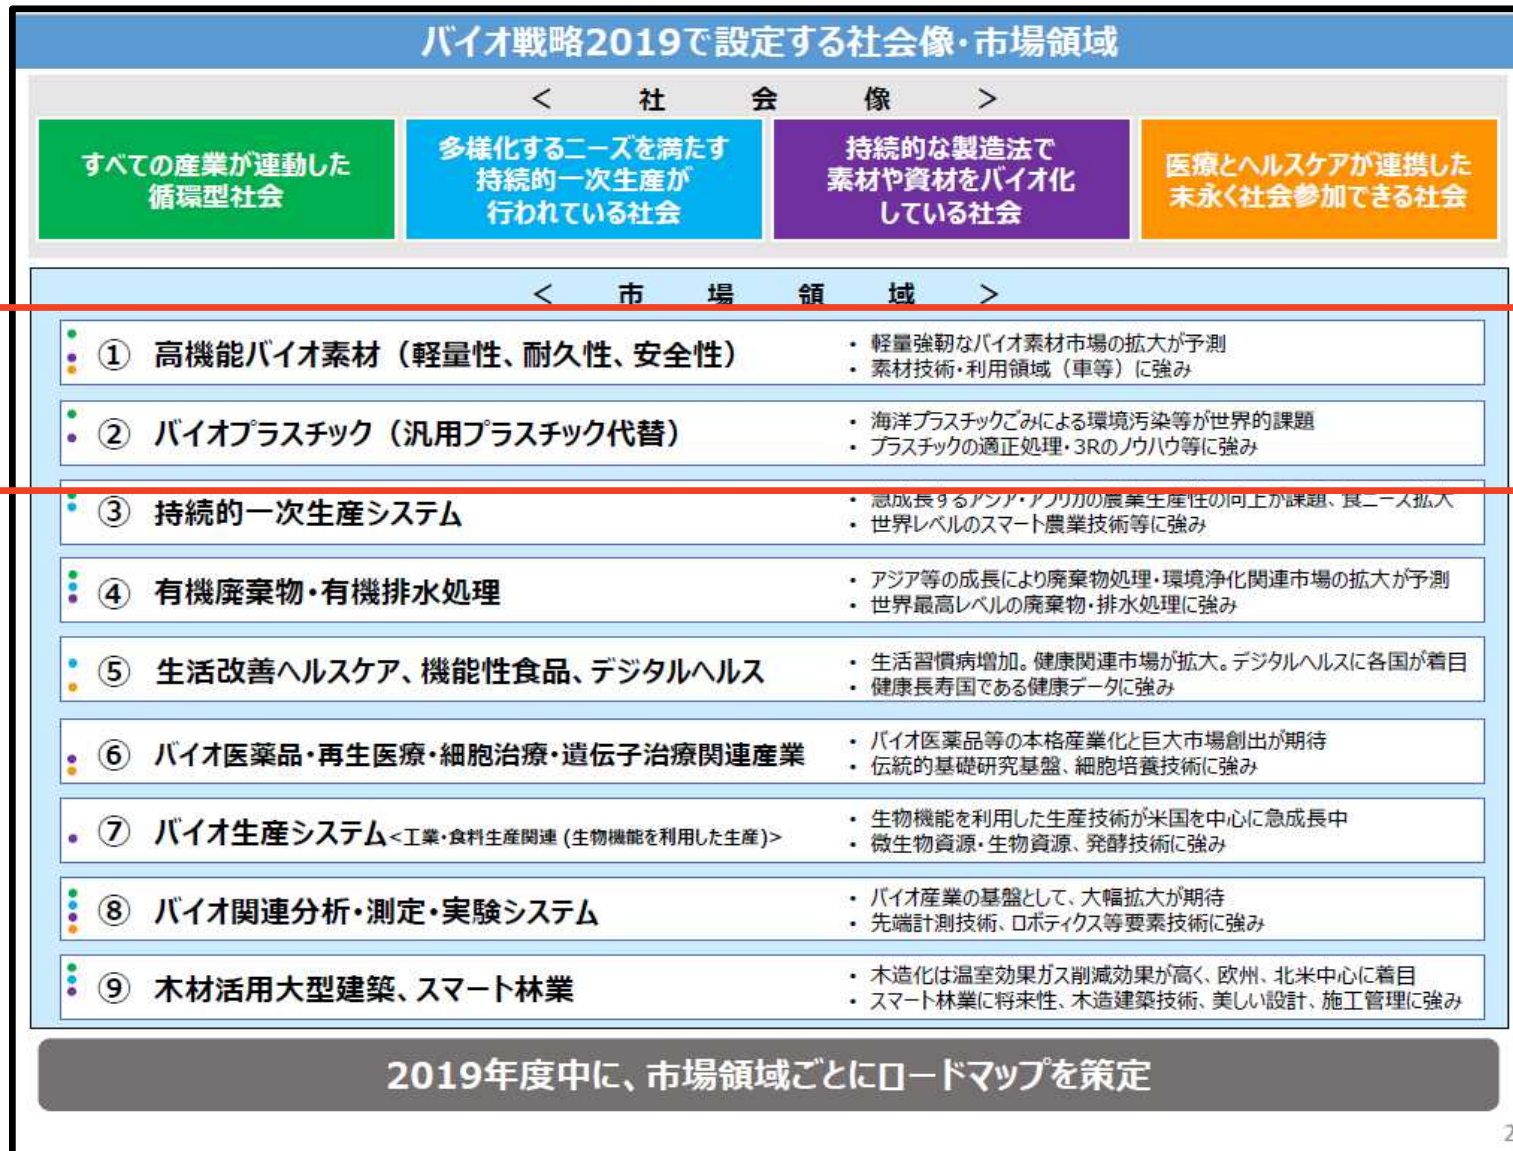 バイオ戦略2019で設定する社会像・市場領域
＜ 社 会 像 ＞
すべての産業が連動した
循環型社会
多様化するニーズを満たす
持続的一次生産が
行われている社会
持続的な製造法で
素材や資材をバイオ化
している社会
医療とヘルスケアが連携した
末永く社会参加できる社会
＜ 市 場 領 域 ＞
① 高機能バイオ素材（軽量性、耐久性、安全性）
・ 軽量強靭なバイオ素材市場の拡大が予測
・ 素材技術・利用領域（車等）に強み
② バイオプラスチック（汎用プラスチック代替）
・ 海洋プラスチックごみによる環境汚染等が世界的課題
・ プラスチックの適正処理・3Rのノウハウ等に強み
③ 持続的一次生産システム
・ 急成長するアジア・アフリカの農業生産性の向上が課題、食ニーズ拡大
・ 世界レベルのスマート農業技術等に強み
④ 有機廃棄物・有機排水処理
・ アジア等の成長により廃棄物処理・環境浄化関連市場の拡大が予測
・ 世界最高レベルの廃棄物・排水処理に強み
⑤ 生活改善ヘルスケア、機能性食品、デジタルヘルス
・ 生活習慣病増加。健康関連市場が拡大。デジタルヘルスに各国が着目
・ 健康長寿国である健康データに強み
⑥ バイオ医薬品・再生医療・細胞治療・遺伝子治療関連産業
・ バイオ医薬品等の本格産業化と巨大市場創出が期待
・ 伝統的基礎研究基盤、細胞培養技術に強み
⑦ バイオ生産システム<工業・食料生産関連 (生物機能を利用した生産)>
・ 生物機能を利用した生産技術が米国を中心に急成長中
・ 微生物資源・生物資源、発酵技術に強み
⑧ バイオ関連分析・測定・実験システム
・ バイオ産業の基盤として、大幅拡大が期待
・ 先端計測技術、ロボティクス等要素技術に強み
⑨ 木材活用大型建築、スマート林業
・ 木造化は温室効果ガス削減効果が高く、欧州、北米中心に着目
・ スマート林業に将来性、木造建築技術、美しい設計、施工管理に強み
2019年度中に、市場領域ごとにロードマップを策定
2